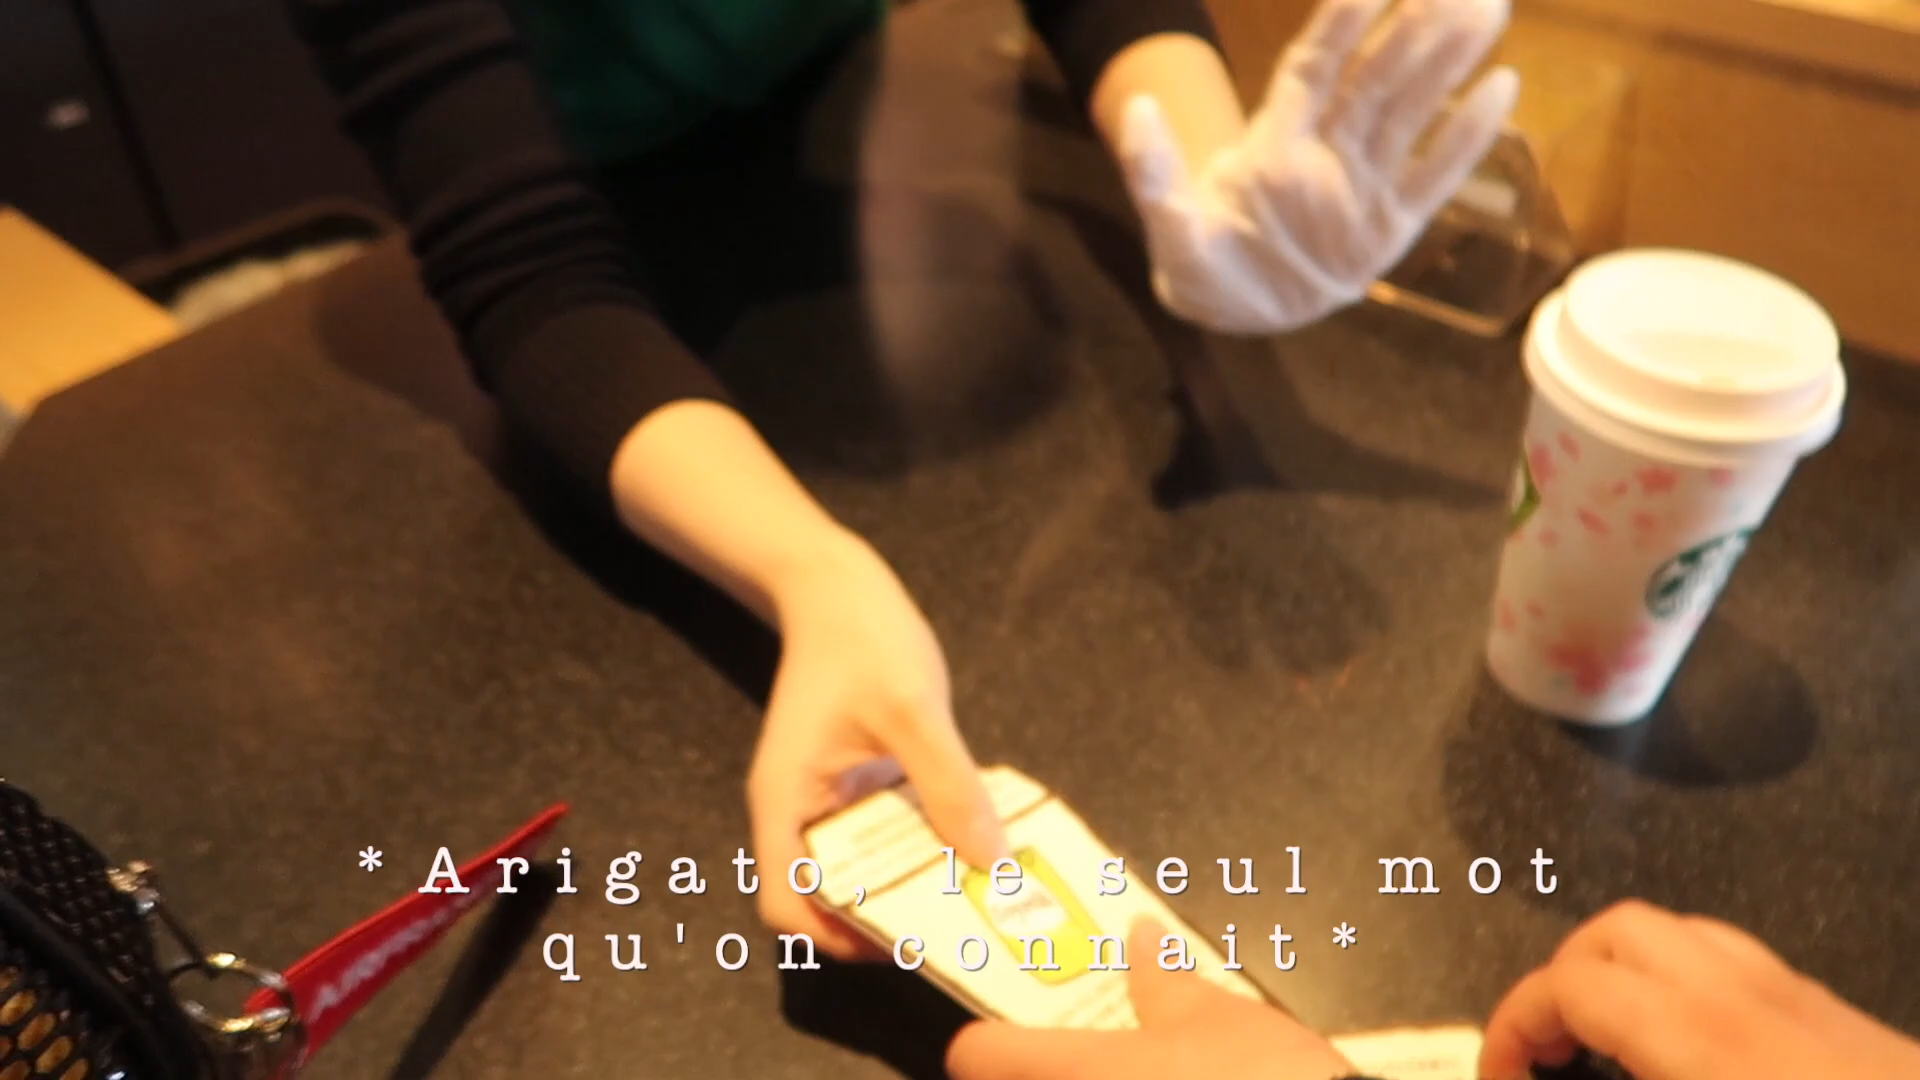 *Arigato, le seul mot
qu'on connait*